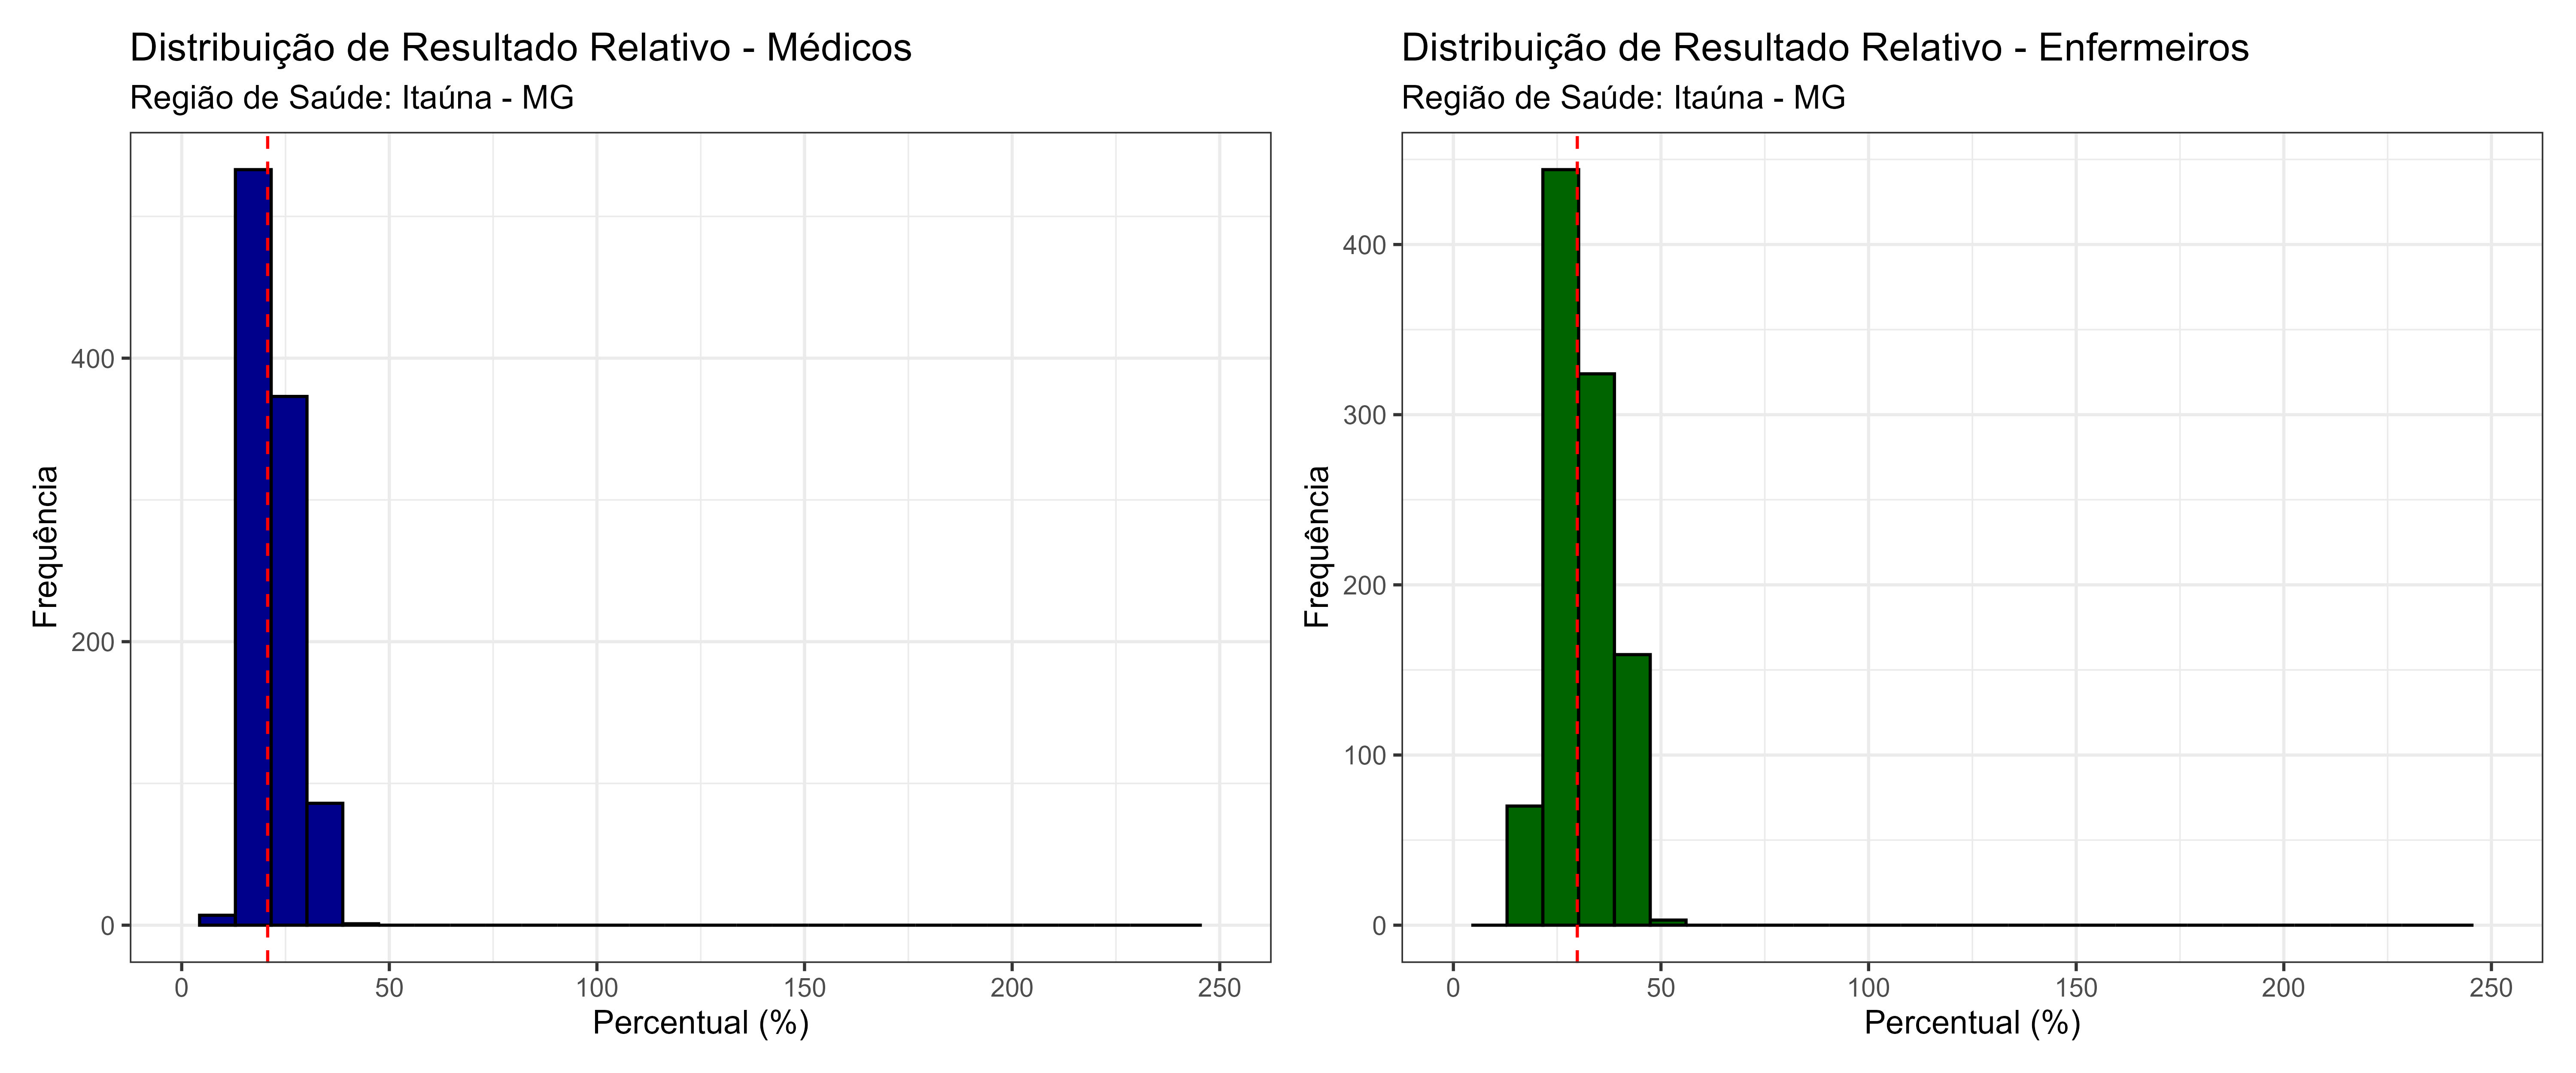 Distribuição de Resultado Relativo - Médicos
Região de Saúde: Itaúna - MG
Frequência
400
200
0
0 50 100 150 200 250
Percentual (%)
Distribuição de Resultado Relativo - Enfermeiros
Região de Saúde: Itaúna - MG
Frequência
400
300
200
100
0
0 50 100 150 200 250
Percentual (%)